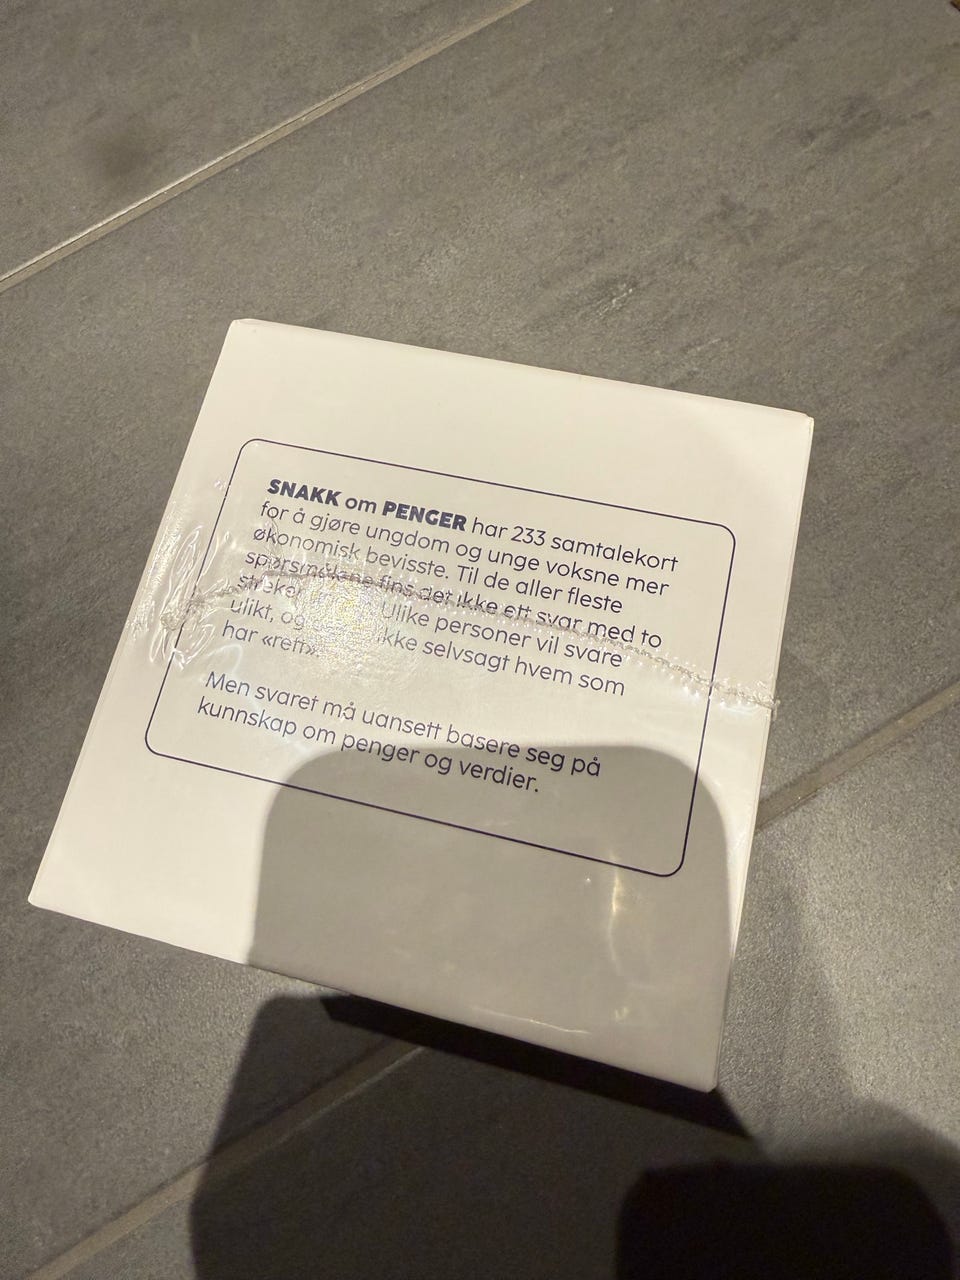 SNAKK om PENGER har 233 samtalekort
for å gjøre ungdom og unge voksne mer
økonomisk bevisste. Til de aller fleste
spørsmålene fins det ikke ett svar med to
streker Ulike personer vil svare
ulikt, og ikke selvsagt hvem som
har «rett».
Men svaret må uansett basere seg på
kunnskap om penger og verdier.